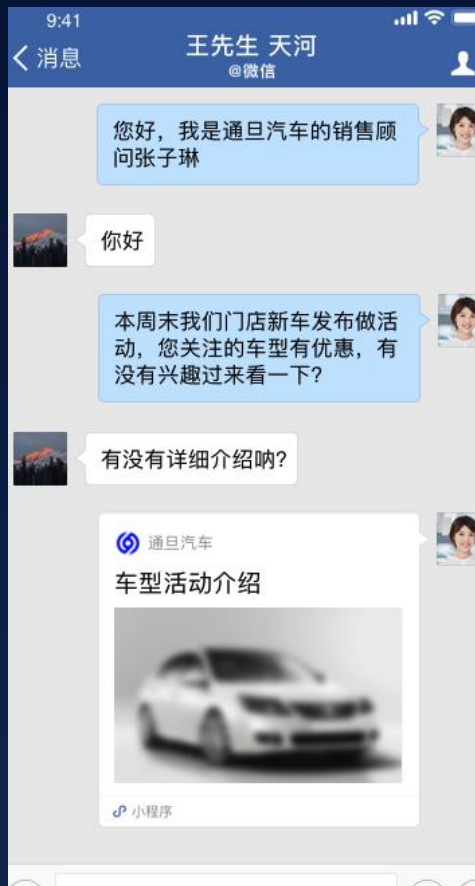 9:41
消息
王先生 天河
@微信
您好，我是通旦汽车的销售顾
问张子琳
你好
本周末我们门店新车发布做活
动，您关注的车型有优惠，有
没有兴趣过来看一下？
有没有详细介绍呐？
通旦汽车
车型活动介绍
小程序